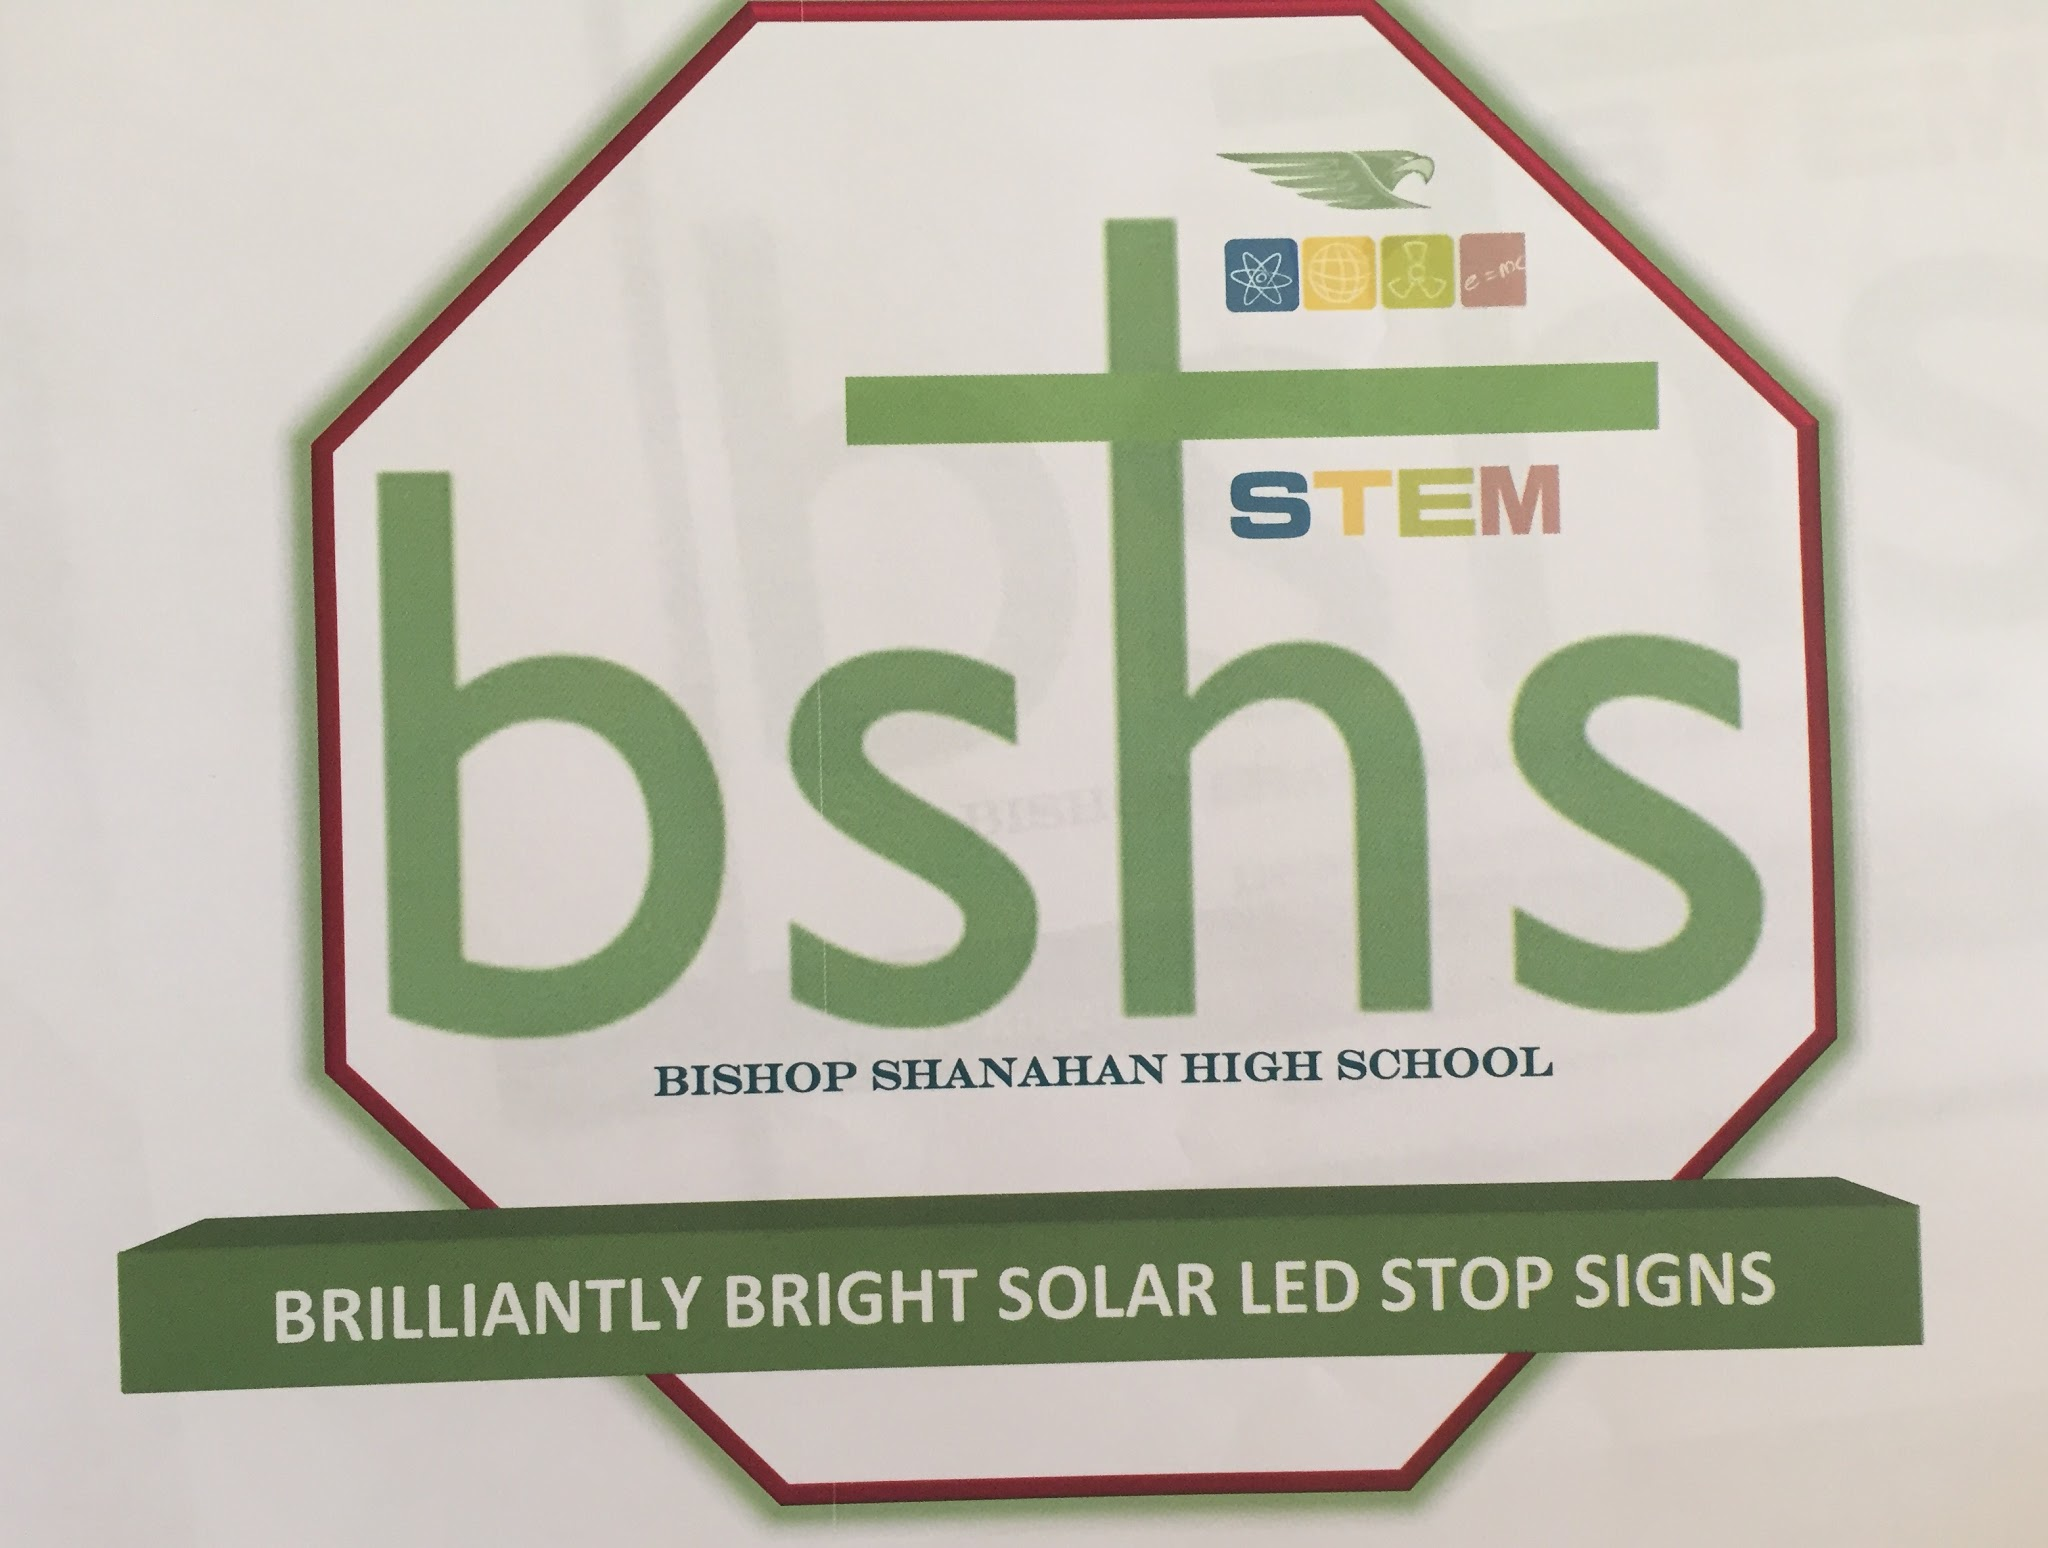 e=mc
STEM
bshs
BISHOP SHANAHAN HIGH SCHOOL
BRILLIANTLY BRIGHT SOLAR LED STOP SIGNS